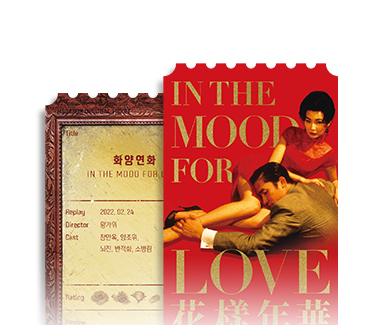 Title
화양연화
IN THE MOOD FOR L
Replay 2022. 02. 24
Director 왕가위
Cast 장만옥, 양조위,
뇌진, 반적화, 소병림
Rating
IN THE
MOOD
FOR
LOVE
花樣年華